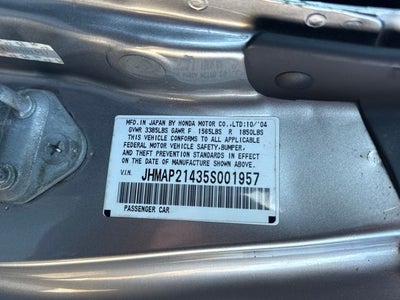 MFD. IN JAPAN BY HONDA MOTOR CO.,LTD:10/'04
GVWR 3385LBS GAWR F 1565LBS R 1850LBS
THIS VEHICLE CONFORMS TO ALL APPLICABLE
FEDERAL MOTOR VEHICLE SAFETY,BUMPER,
AND THEFT PREVENTION STANDARDS IN EFFECT
ON THE DATE OF MANUFACTURE SHOWN ABOVE.
V.I.N. JHMAP21435S001957
PASSENGER CAR